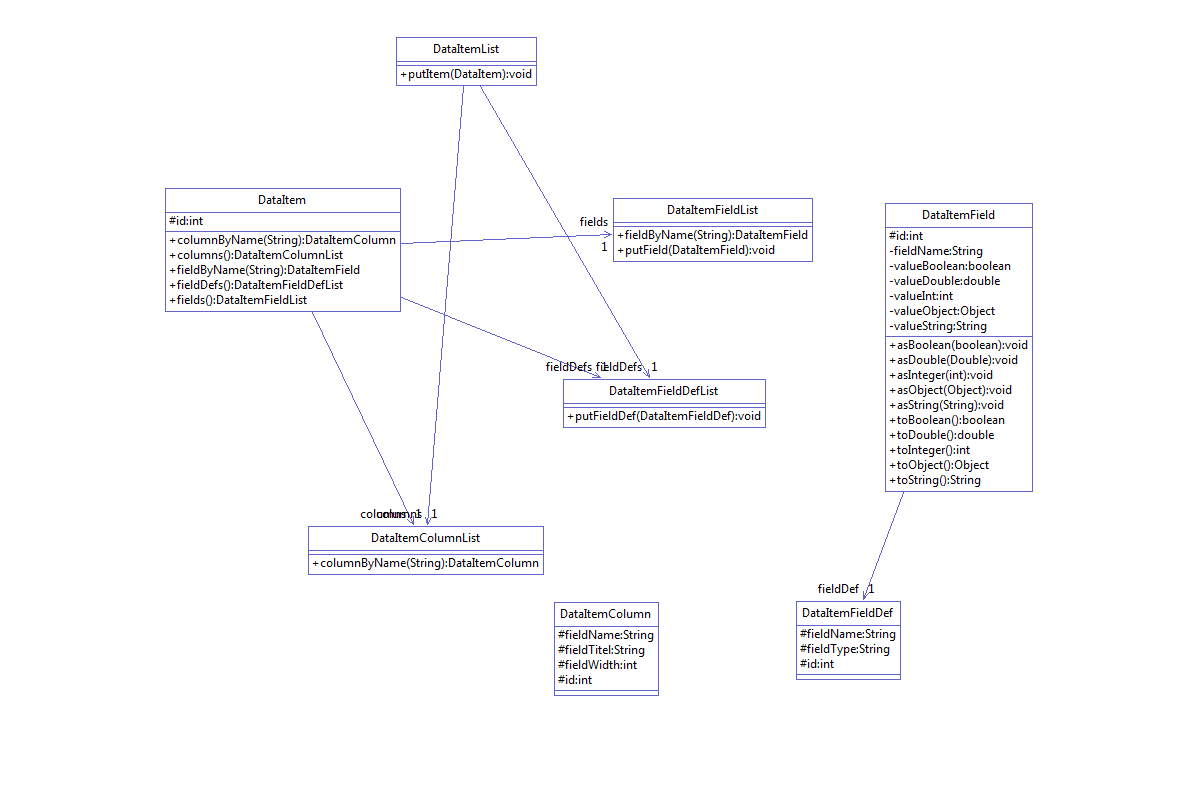 DataItemList
+putItem(DataItem):void
DataItem
#id:int
+columnByName(String):DataItemColumn
+columns():DataItemColumnList
+fieldByName(String):DataItemField
+fieldDefs():DataItemFieldDefList
+fields():DataItemFieldList
fields
1
DataItemFieldList
+fieldByName(String):DataItemField
+putField(DataItemField):void
DataItemField
#id:int
-fieldName:String
-valueBoolean:boolean
-valueDouble:double
-valueInt:int
-valueObject:Object
-valueString:String
+asBoolean(boolean):void
+asDouble(Double):void
+asInteger(int):void
+asObject(Object):void
+asString(String):void
+toBoolean():boolean
+toDouble():double
+toInteger():int
+toObject():Object
+toString():String
fieldDefs 1 fieldDefs 1
DataItemFieldDefList
+putFieldDef(DataItemFieldDef):void
columns 1 columns 1
DataItemColumnList
+columnByName(String):DataItemColumn
DataItemColumn
#fieldName:String
#fieldTitel:String
#fieldWidth:int
#id:int
fieldDef 1
DataItemFieldDef
#fieldName:String
#fieldType:String
#id:int